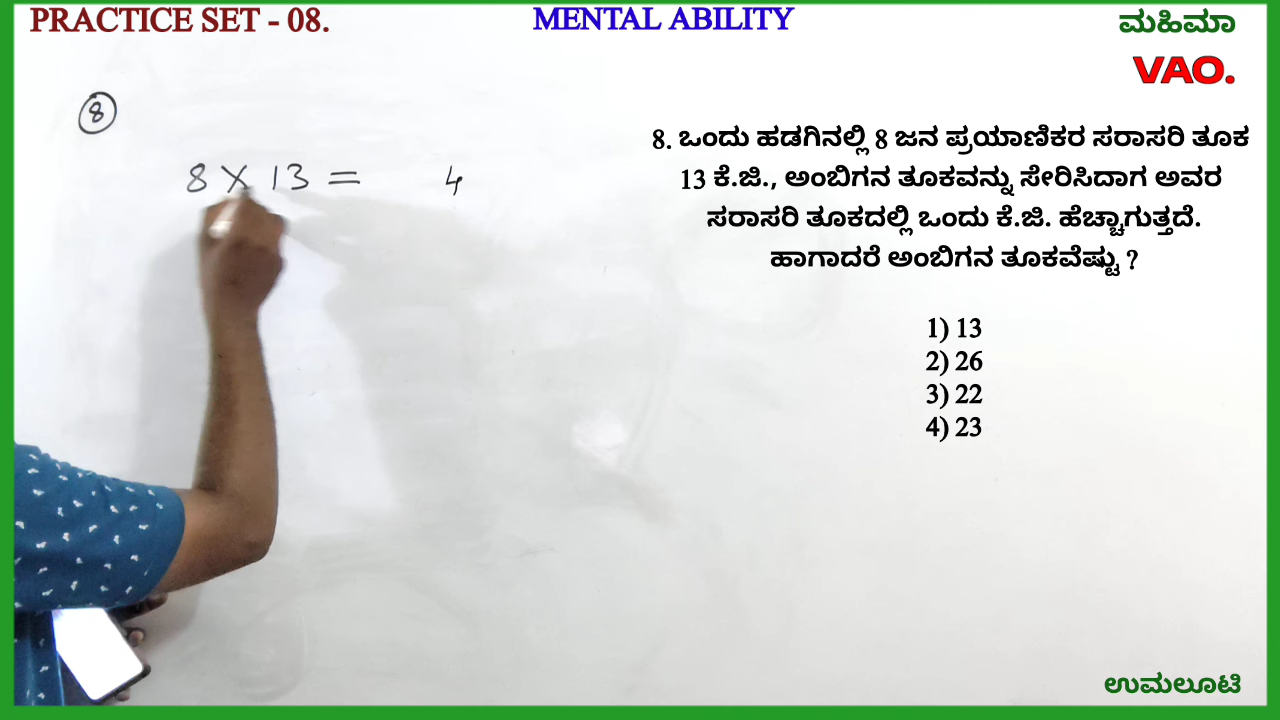 PRACTICE SET - 08.
MENTAL ABILITY
ಮಹಿಮಾ
VAO.
8
8 × 13 = 4
8. ಒಂದು ಹಡಗಿನಲ್ಲಿ 8 ಜನ ಪ್ರಯಾಣಿಕರ ಸರಾಸರಿ ತೂಕ
13 ಕೆ.ಜಿ., ಅಂಬಿಗನ ತೂಕವನ್ನು ಸೇರಿಸಿದಾಗ ಅವರ
ಸರಾಸರಿ ತೂಕದಲ್ಲಿ ಒಂದು ಕೆ.ಜಿ. ಹೆಚ್ಚಾಗುತ್ತದೆ.
ಹಾಗಾದರೆ ಅಂಬಿಗನ ತೂಕವೆಷ್ಟು ?
1) 13
2) 26
3) 22
4) 23
ಉಮಲೂಟಿ